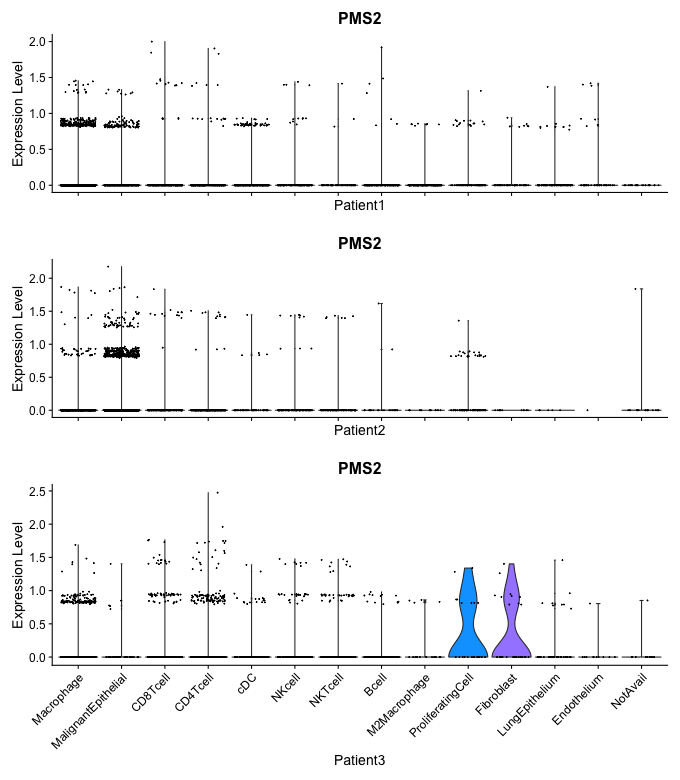 PMS2
Expression Level
2.0
1.5
1.0
0.5
0.0
Patient1
PMS2
Expression Level
2.0
1.5
1.0
0.5
0.0
Patient2
PMS2
Expression Level
2.5
2.0
1.5
1.0
0.5
0.0
Macrophage
MalignantEpithelial
CD8Tcell
CD4Tcell
cDC
NKcell
NKTcell
Bcell
M2Macrophage
ProliferatingCell
Fibroblast
LungEpithelium
Endothelium
NotAvail
Patient3